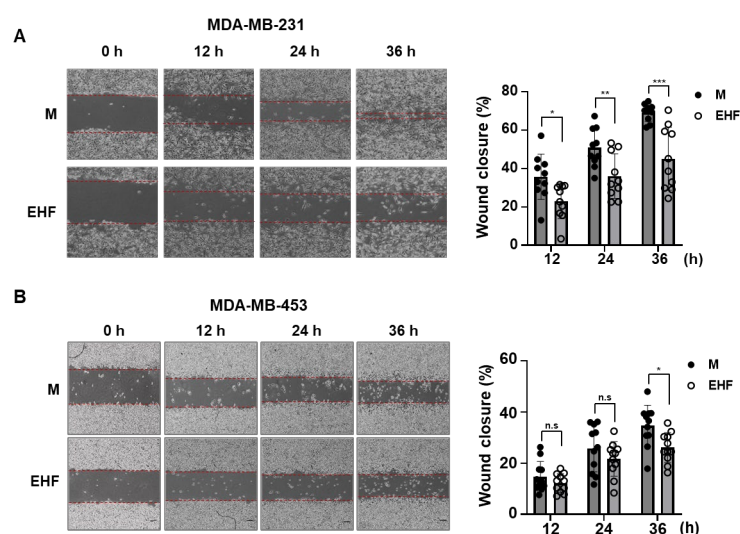 A
MDA-MB-231
0 h 12 h 24 h 36 h
M
EHF
Wound closure (%)
80
60
40
20
0
* ** ***
M
EHF
12 24 36 (h)
B
MDA-MB-453
0 h 12 h 24 h 36 h
M
EHF
Wound closure (%)
60
40
20
0
n.s n.s *
M
EHF
12 24 36 (h)